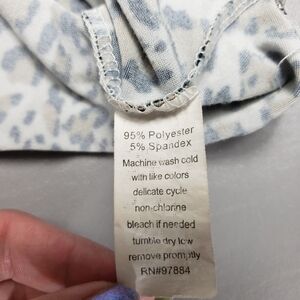 95% Polyester
5% Spandex
Machine wash cold
with like colors
delicate cycle
non-chlorine
bleach if needed
tumble dry low
remove promptly
RN#97884